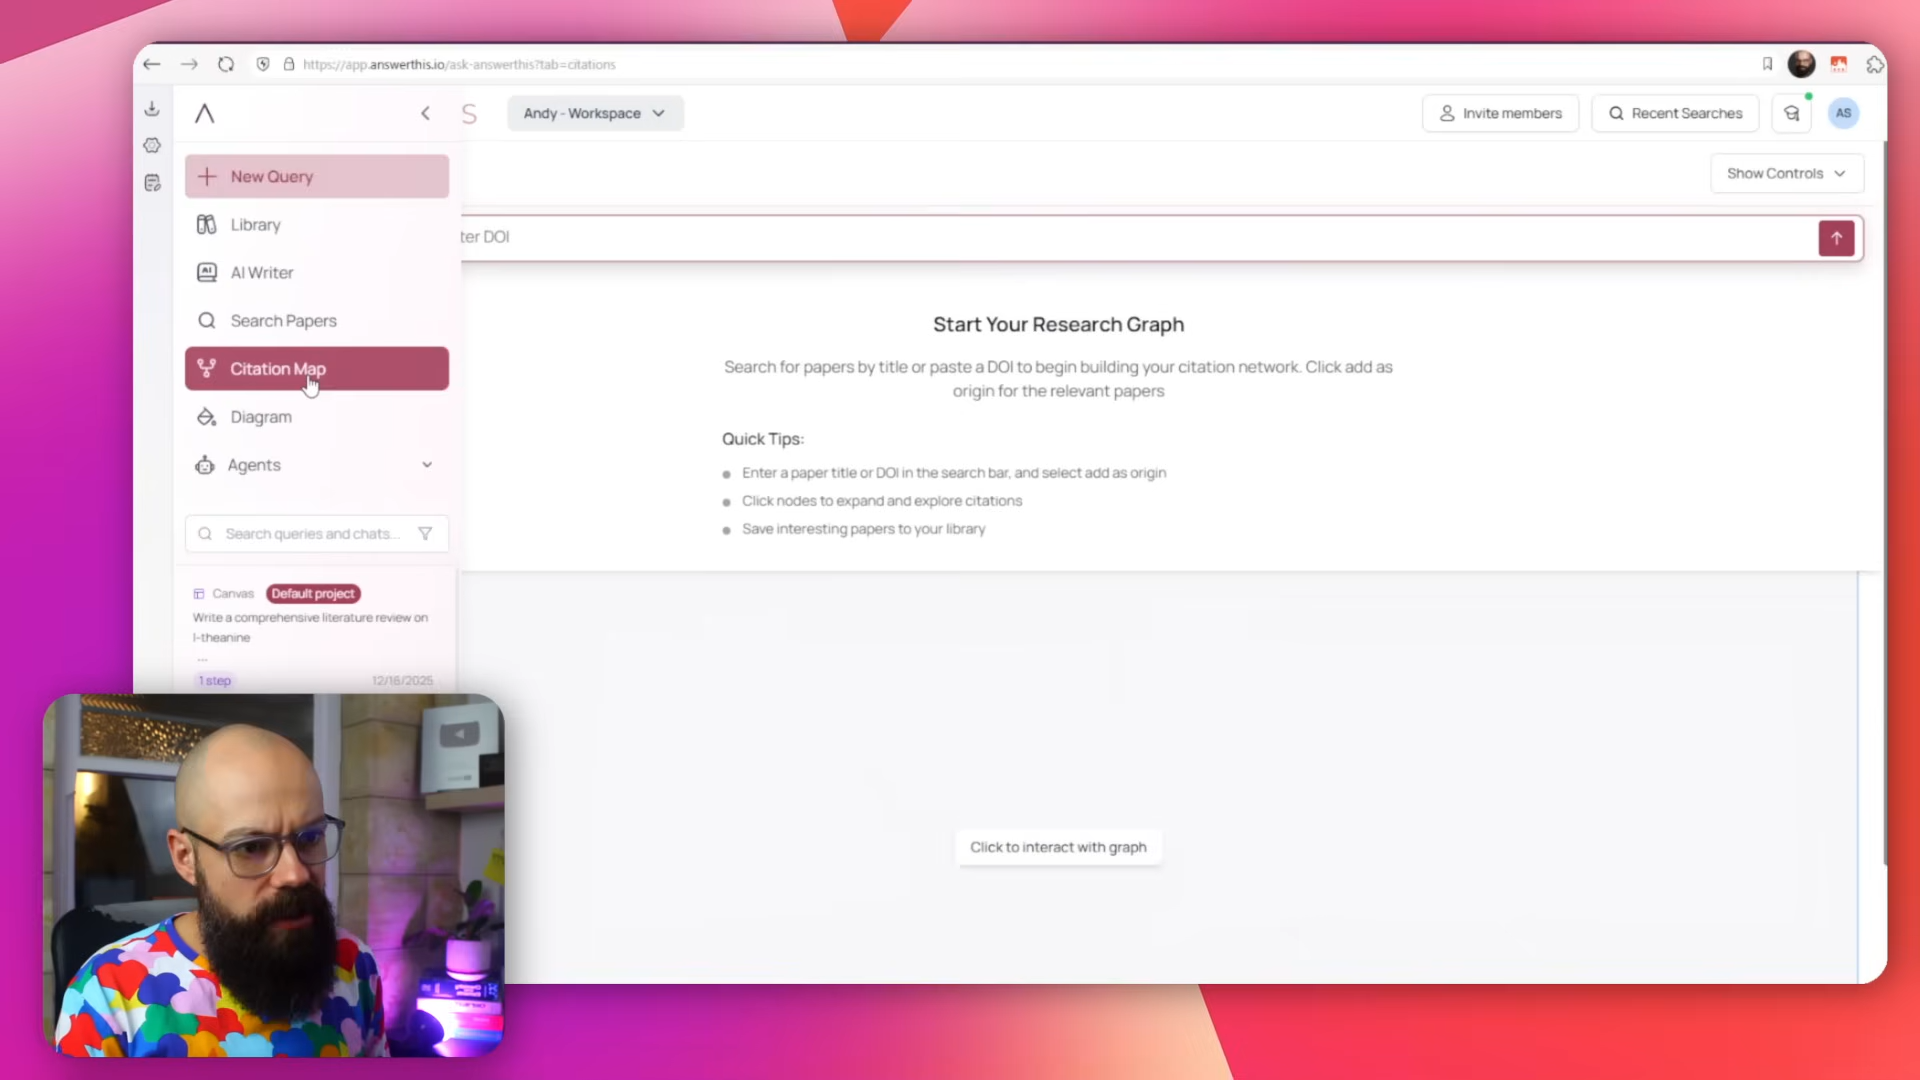 https://app.answerthis.io/ask-answerthis?tab=citations
S
Andy - Workspace
Invite members
Recent Searches
AS
New Query
Show Controls
Library
ter DOI
AI Writer
Search Papers
Start Your Research Graph
Citation Map
Search for papers by title or paste a DOI to begin building your citation network. Click add as
origin for the relevant papers
Diagram
Quick Tips:
Agents
Enter a paper title or DOI in the search bar, and select add as origin
Click nodes to expand and explore citations
Save interesting papers to your library
Search queries and chats...
Canvas
Default project
Write a comprehensive literature review on
l-theanine
...
1 step
12/16/2025
Click to interact with graph